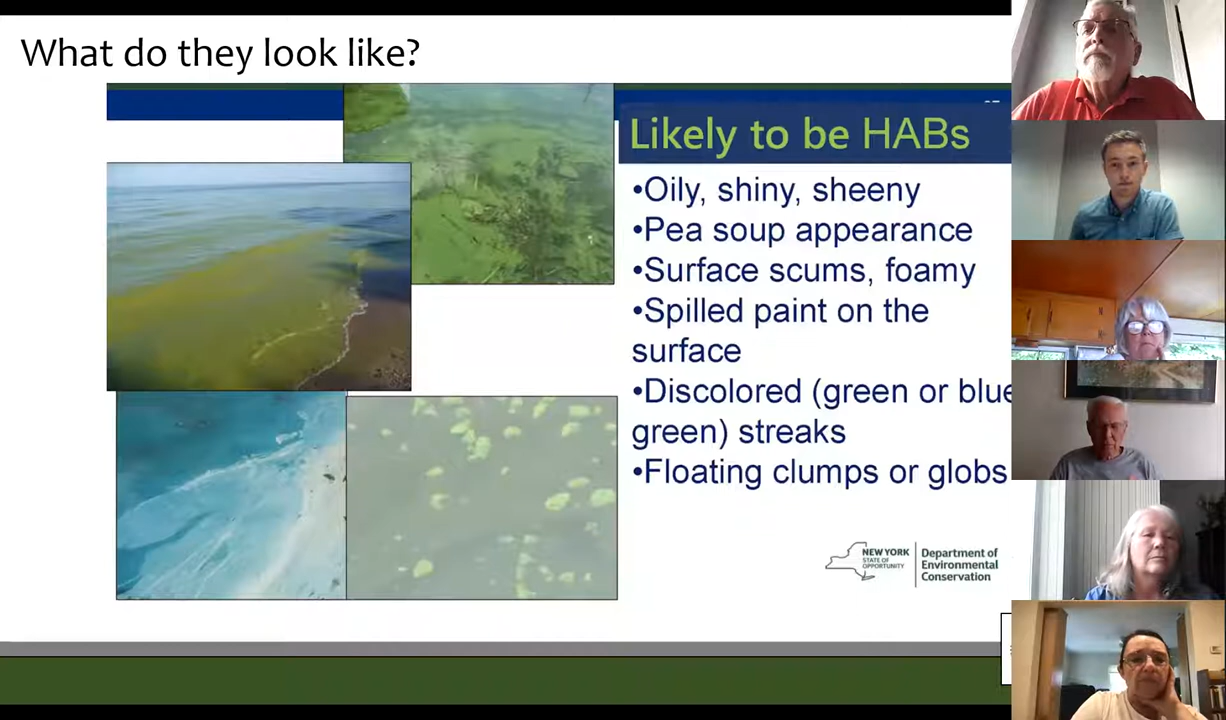 What do they look like?
Likely to be HABs
•Oily, shiny, sheeny
•Pea soup appearance
•Surface scums, foamy
•Spilled paint on the
surface
•Discolored (green or blue
green) streaks
•Floating clumps or globs
NEW YORK
STATE OF
OPPORTUNITY
Department of
Environmental
Conservation